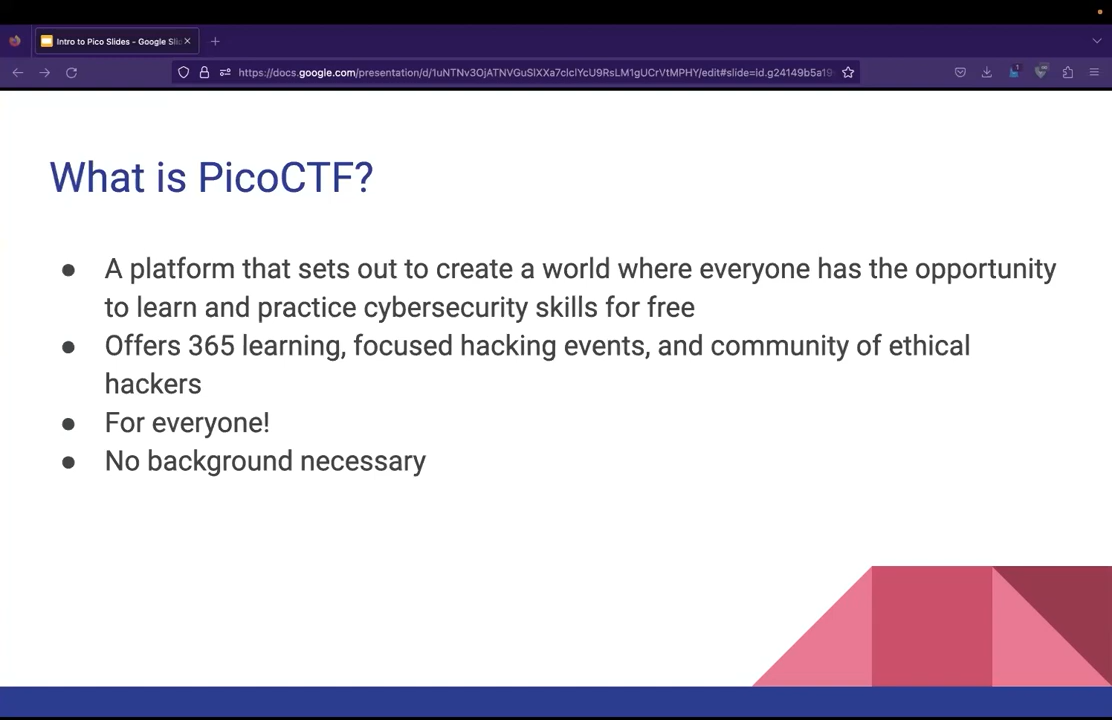 Intro to Pico Slides - Google Sli
https://docs.google.com/presentation/d/1uNTNv3OjATNVGuSlXXa7clclYcU9RsLM1gUCrVtMPHY/edit#slide=id.g24149b5a19
1
What is PicoCTF?
● A platform that sets out to create a world where everyone has the opportunity
to learn and practice cybersecurity skills for free
● Offers 365 learning, focused hacking events, and community of ethical
hackers
● For everyone!
● No background necessary